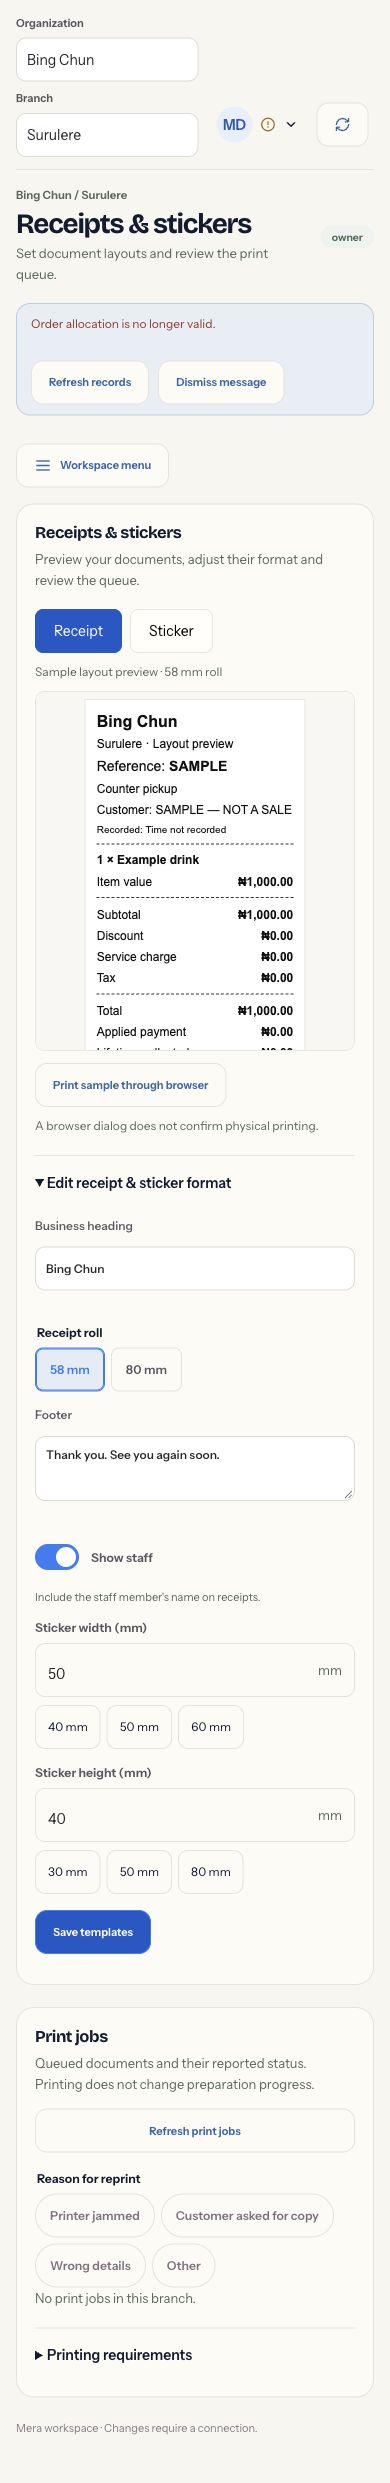 Organization
Bing Chun
Branch
Surulere
MD
Bing Chun / Surulere
Receipts & stickers
Set document layouts and review the print
queue.
owner
Order allocation is no longer valid.
Refresh records
Dismiss message
Workspace menu
Receipts & stickers
Preview your documents, adjust their format and
review the queue.
Receipt
Sticker
Sample layout preview · 58 mm roll
Bing Chun
Surulere · Layout preview
Reference: SAMPLE
Counter pickup
Customer: SAMPLE — NOT A SALE
Recorded: Time not recorded
1 × Example drink
Item value ₦1,000.00
Subtotal ₦1,000.00
Discount ₦0.00
Service charge ₦0.00
Tax ₦0.00
Total ₦1,000.00
Applied payment ₦0.00
Print sample through browser
A browser dialog does not confirm physical printing.
▼ Edit receipt & sticker format
Business heading
Bing Chun
Receipt roll
58 mm
80 mm
Footer
Thank you. See you again soon.
Show staff
Include the staff member's name on receipts.
Sticker width (mm)
50 mm
40 mm
50 mm
60 mm
Sticker height (mm)
40 mm
30 mm
50 mm
80 mm
Save templates
Print jobs
Queued documents and their reported status.
Printing does not change preparation progress.
Refresh print jobs
Reason for reprint
Printer jammed
Customer asked for copy
Wrong details
Other
No print jobs in this branch.
▶ Printing requirements
Mera workspace · Changes require a connection.